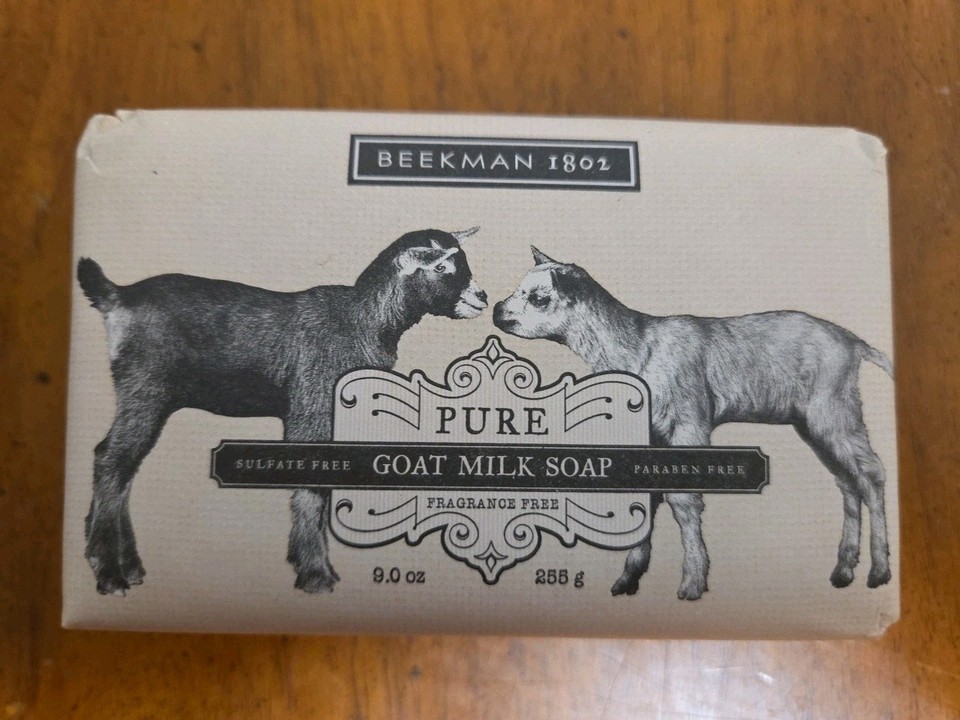 BEEKMAN 1802
PURE
SULFATE FREE GOAT MILK SOAP PARABEN FREE
FRAGRANCE FREE
9.0 oz 255 g